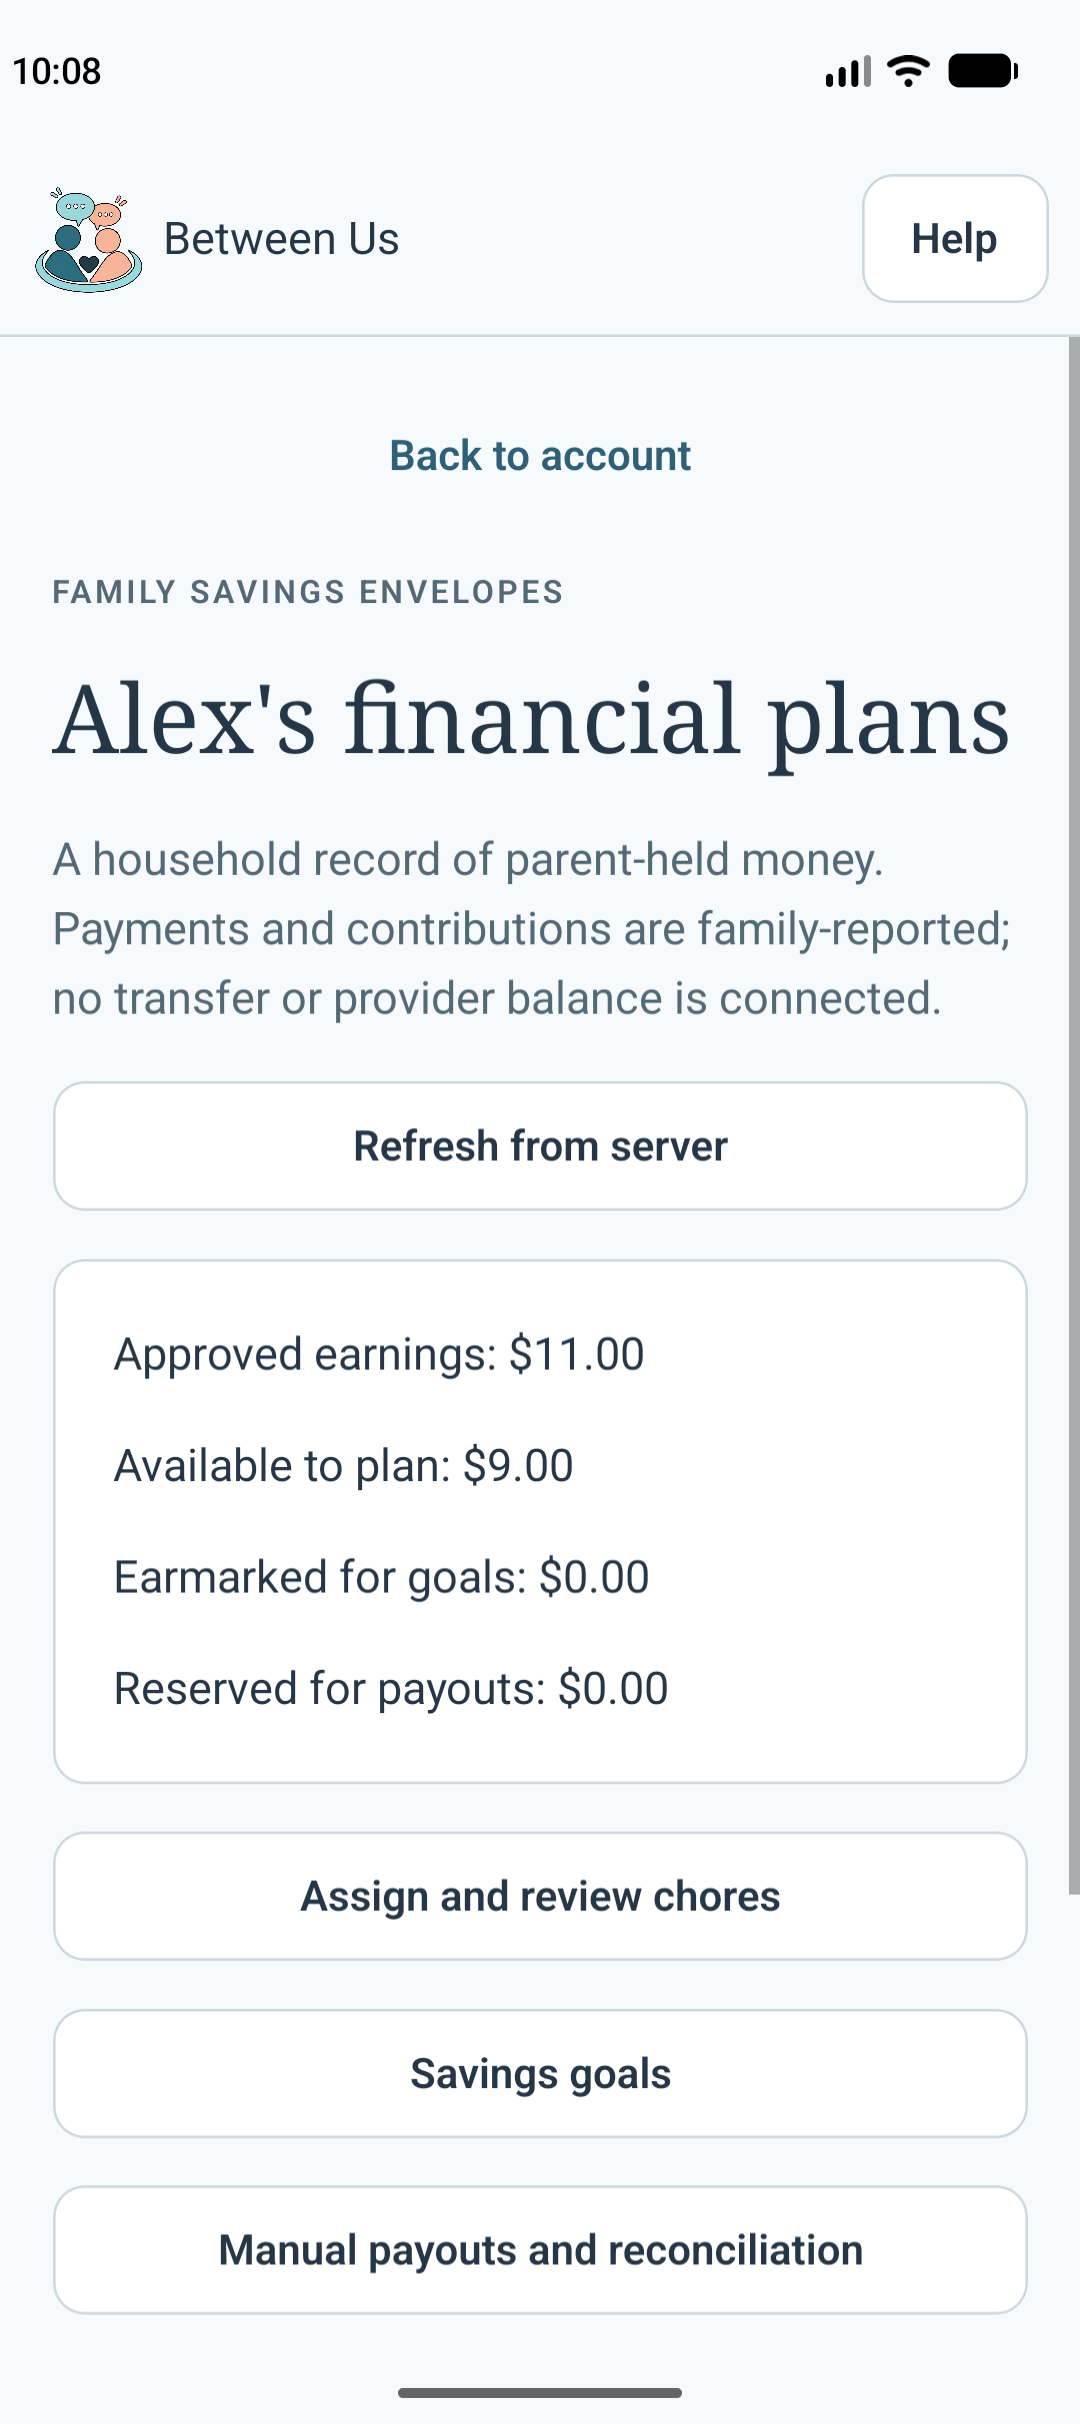 10:08
Between Us
Help
Back to account
FAMILY SAVINGS ENVELOPES
Alex's financial plans
A household record of parent-held money.
Payments and contributions are family-reported;
no transfer or provider balance is connected.
Refresh from server
Approved earnings: $11.00
Available to plan: $9.00
Earmarked for goals: $0.00
Reserved for payouts: $0.00
Assign and review chores
Savings goals
Manual payouts and reconciliation